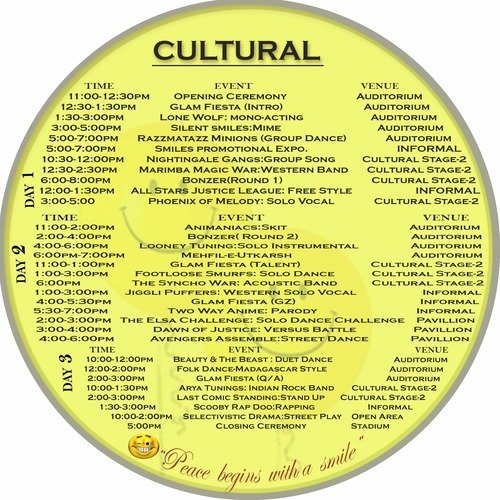 CULTURAL
TIME EVENT VENUE
11:00-12:30PM OPENING CEREMONY AUDITORIUM
12:30-1:30PM GLAM FIESTA (INTRO) AUDITORIUM
1:30-3:00PM LONE WOLF: MONO-ACTING AUDITORIUM
3:00-5:00PM SILENT SMILES:MIME AUDITORIUM
5:00-7:00PM RAZZMATAZZ MINIONS (GROUP DANCE) AUDITORIUM
5:00-7:00PM SMILES PROMOTIONAL EXPO. INFORMAL
10:30-12:00PM NIGHTINGALE GANGS:GROUP SONG CULTURAL STAGE-2
12:30-2:30PM MARIMBA MAGIC WAR:WESTERN BAND CULTURAL STAGE-2
6:00-8:00PM BONZER(ROUND 1) CULTURAL STAGE-2
12:00-1:30PM ALL STARS JUSTICE LEAGUE: FREE STYLE INFORMAL
3:00-5:00 PHOENIX OF MELODY: SOLO VOCAL CULTURAL STAGE-2
DAY 1
TIME EVENT VENUE
11:00-2:00PM ANIMANIACS:SKIT AUDITORIUM
2:00-4:00PM BONZER( ROUND 2) AUDITORIUM
4:00-6:00PM LOONEY TUNING:SOLO INSTRUMENTAL AUDITORIUM
6:00PM-7:00PM MEHFILE-UTKARSH AUDITORIUM
11:00-1:00PM GLAM FIESTA (TALENT) CULTURAL STAGE-2
1:00-3:00PM FOOTLOOSE SMURFS: SOLO DANCE CULTURAL STAGE-2
6:00PM THE SYNCHO WAR: ACOUSTIC BAND CULTURAL STAGE-2
1:00-3:00PM JIGGLI PUFFERS: WESTERN SOLO VOCAL INFORMAL
4:00-5:30PM GLAM FIESTA (GZ) INFORMAL
5:30-7:00PM TWO WAY ANIME: PARODY INFORMAL
2:00-3:00PM THE ELSA CHALLENGE: SOLO DANCE CHALLENGE PAVILLION
3:00-4:00PM DAWN OF JUSTICE: VERSUS BATTLE PAVILLION
4:00-6:00PM AVENGERS ASSEMBLE:STREET DANCE PAVILLION
DAY 2
TIME EVENT VENUE
10:00-12:00PM BEAUTY & THE BEAST : DUET DANCE AUDITORIUM
12:00-2:00PM FOLK DANCE-MADAGASCAR STYLE AUDITORIUM
2:00-3:00PM GLAM FIESTA (Q/A) AUDITORIUM
10:00-1:30PM ARYA TUNINGS: INDIAN ROCK BAND CULTURAL STAGE-2
2:00-3:00PM LAST COMIC STANDING:STAND UP CULTURAL STAGE-2
1:30-3:00PM SCOOBY RAP DOO:RAPPING INFORMAL
10:00-2:00PM SELECTIVISTIC DRAMA:STREET PLAY OPEN AREA
5:00PM CLOSING CEREMONY STADIUM
DAY 3
"Peace begins with a smile"